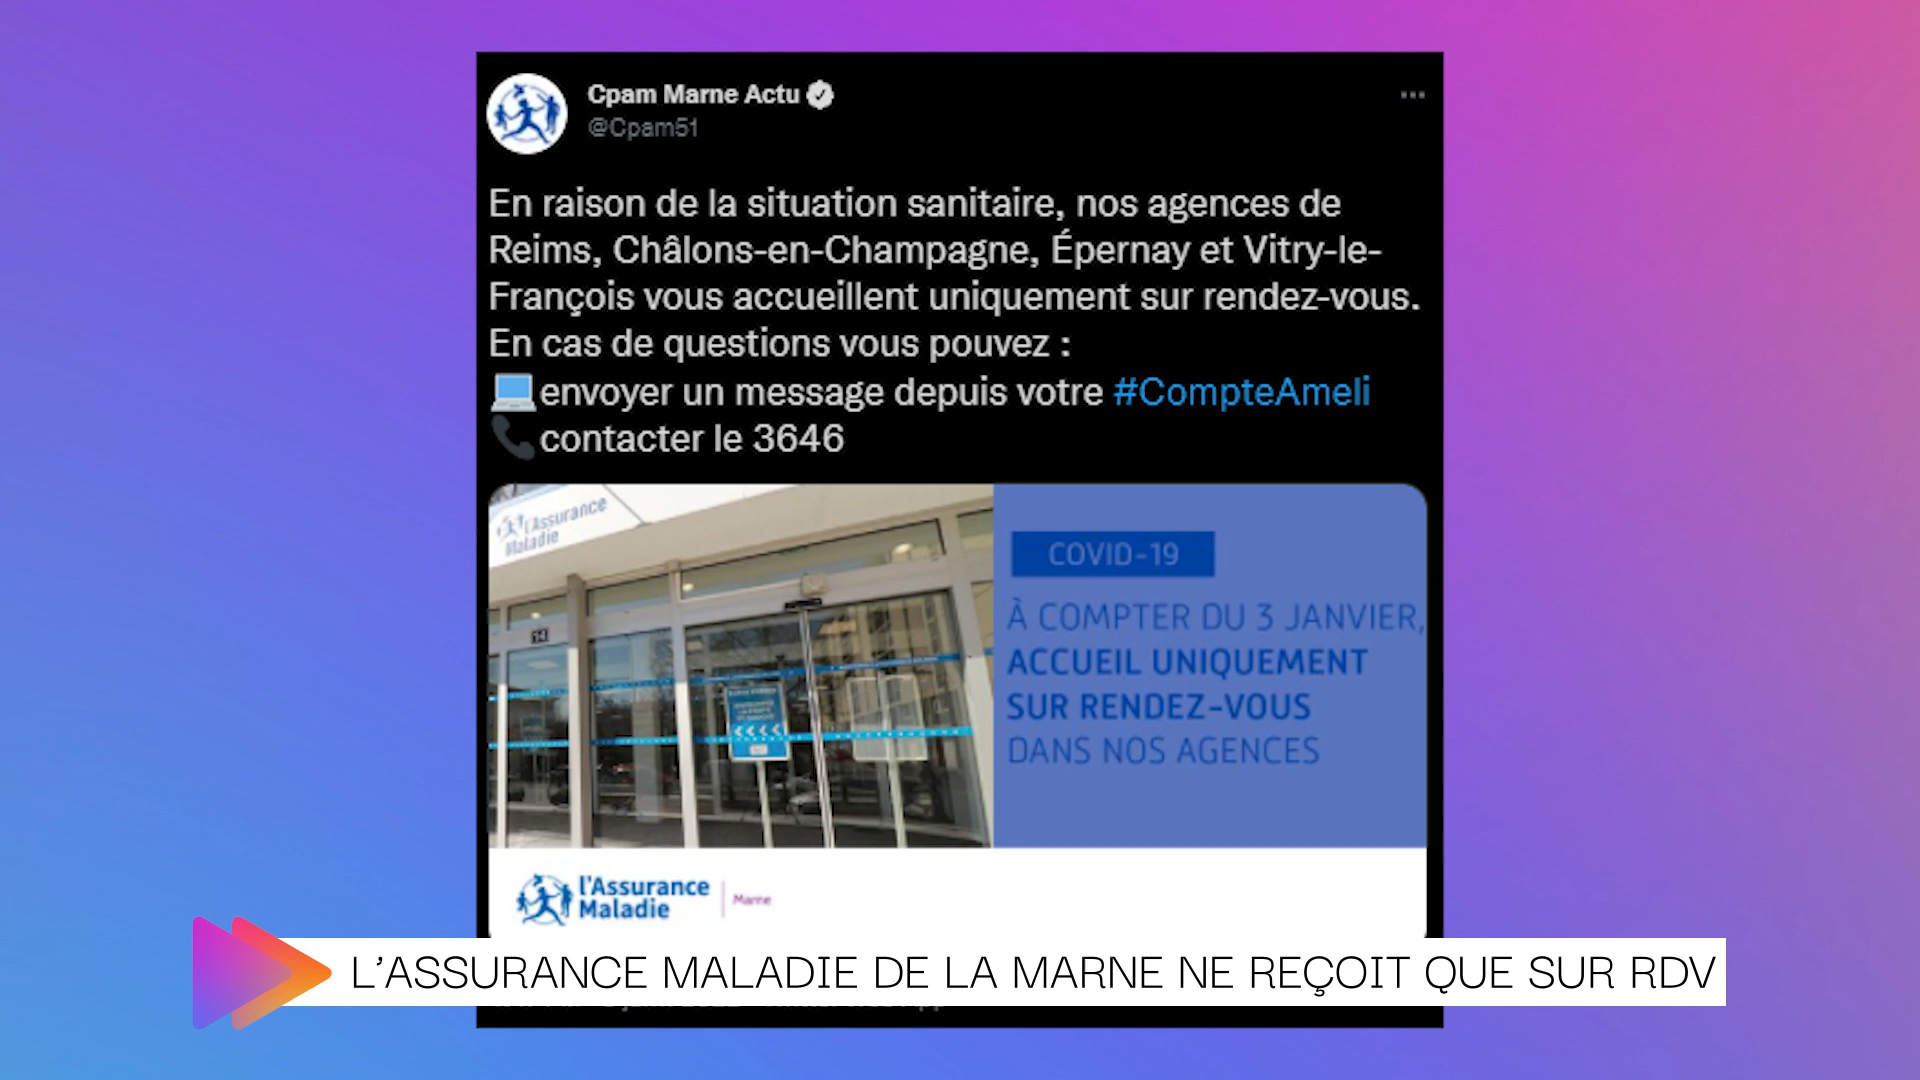 Cpam Marne Actu
@Cpam51
En raison de la situation sanitaire, nos agences de
Reims, Châlons-en-Champagne, Épernay et Vitry-le-
François vous accueillent uniquement sur rendez-vous.
En cas de questions vous pouvez :
envoyer un message depuis votre #CompteAmeli
contacter le 3646
l'Assurance
Maladie
14
COVID-19
À COMPTER DU 3 JANVIER,
ACCUEIL UNIQUEMENT
SUR RENDEZ-VOUS
DANS NOS AGENCES
l'Assurance
Maladie
Marne
L'ASSURANCE MALADIE DE LA MARNE NE REÇOIT QUE SUR RDV